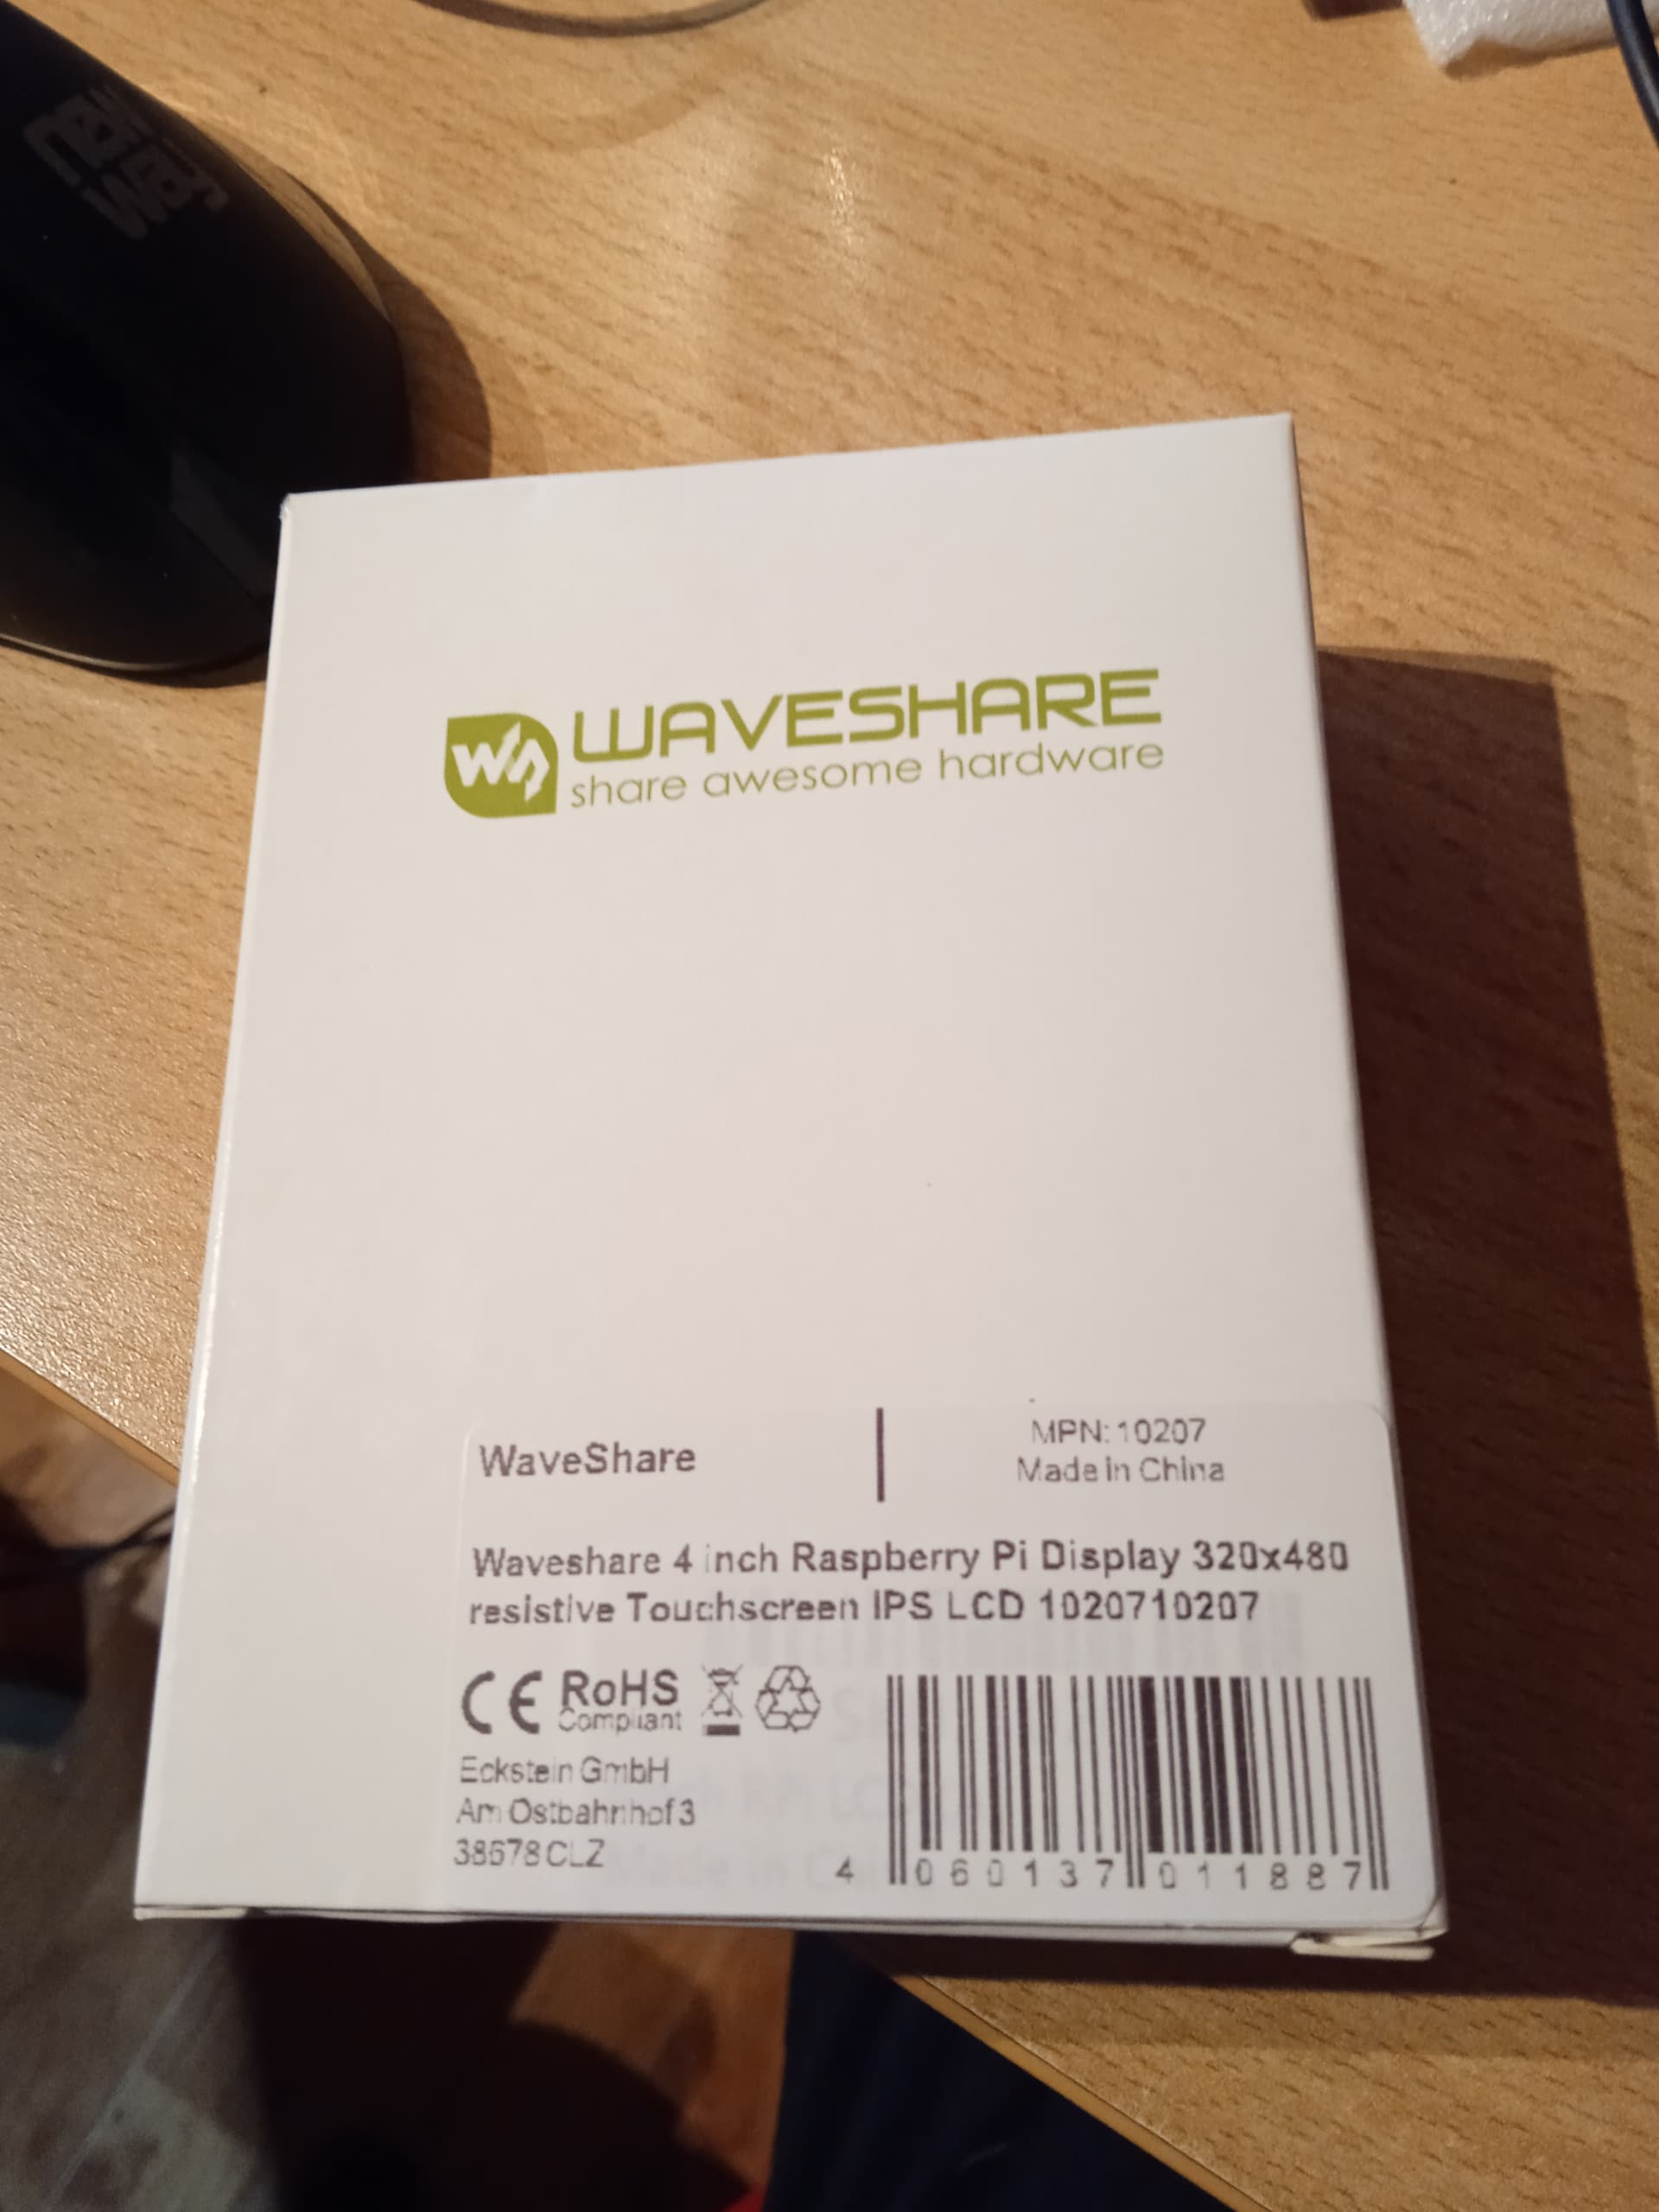 WAVESHARE
share awesome hardware
WaveShare
MPN: 10207
Made in China
Waveshare 4 inch Raspberry Pi Display 320x480
resistive Touchscreen IPS LCD 1020710207
CE RoHS
Compliant
Eckstein GmbH
Am Ostbahnhof 3
38678 CLZ
4 060137 011887